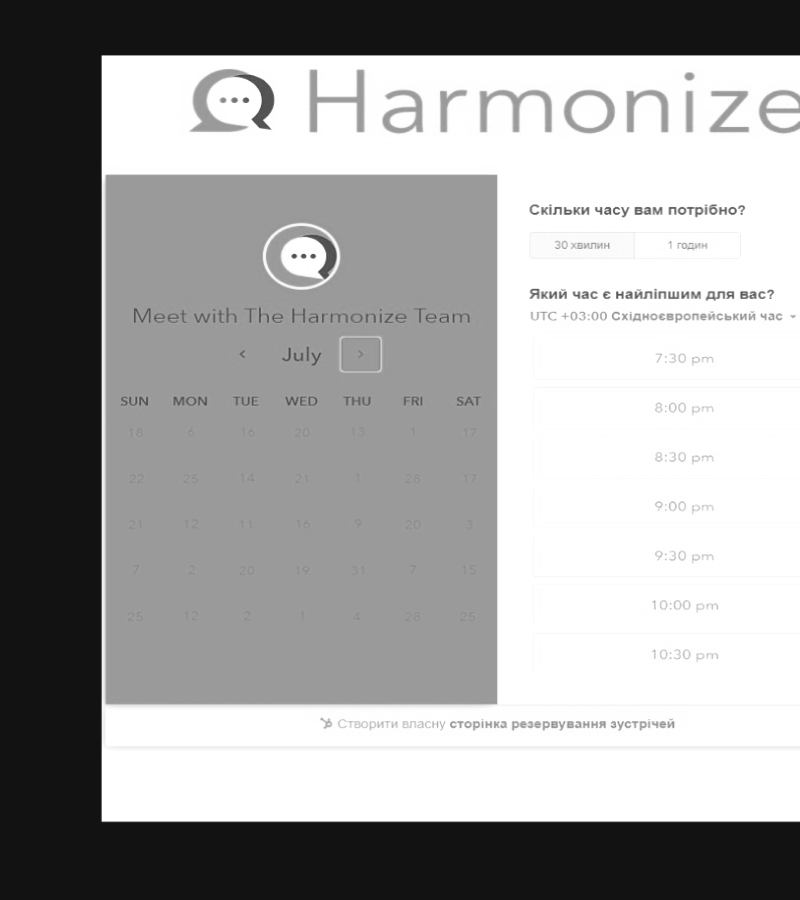 Harmonize
Meet with The Harmonize Team
July
SUN MON TUE WED THU FRI SAT
18 6 16 20 13 1 17
22 25 14 21 1 28 17
21 12 11 16 9 20 3
7 2 20 19 31 7 15
25 12 2 1 4 28 25
Скільки часу вам потрібно?
30 хвилин 1 годин
Який час є найліпшим для вас?
UTC +03:00 Східноєвропейський час
7:30 pm
8:00 pm
8:30 pm
9:00 pm
9:30 pm
10:00 pm
10:30 pm
Створити власну сторінка резервування зустрічей